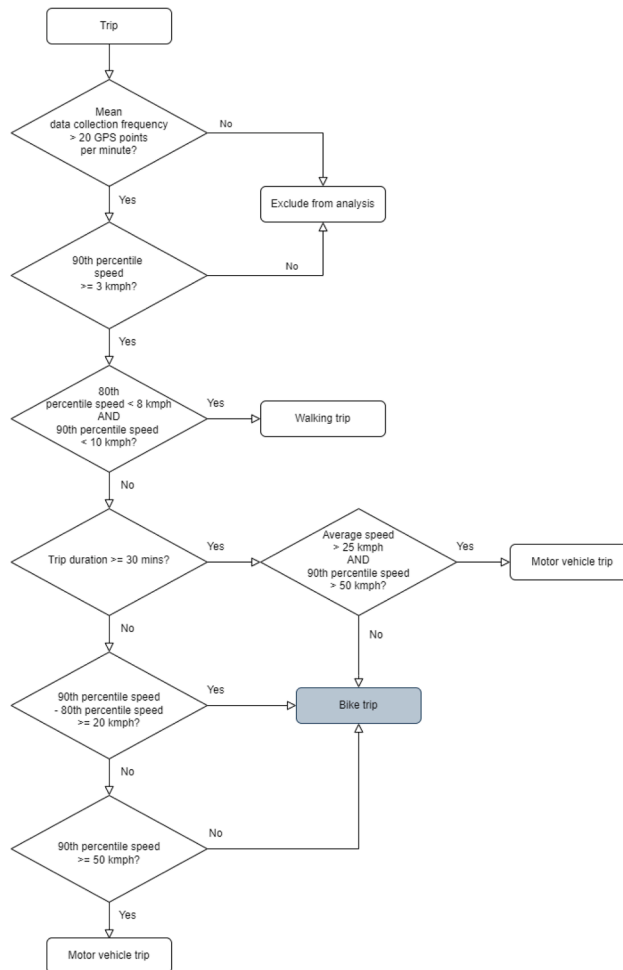 Trip
Mean
data collection frequency
> 20 GPS points
per minute?
No
Exclude from analysis
Yes
90th percentile
speed
>= 3 kmph?
No
Yes
80th
percentile speed < 8 kmph
AND
90th percentile speed
< 10 kmph?
Yes
Walking trip
No
Trip duration >= 30 mins?
Yes
Average speed
> 25 kmph
AND
90th percentile speed
> 50 kmph?
Yes
Motor vehicle trip
No
No
90th percentile speed
- 80th percentile speed
>= 20 kmph?
Yes
Bike trip
No
90th percentile speed
>= 50 kmph?
No
Yes
Motor vehicle trip